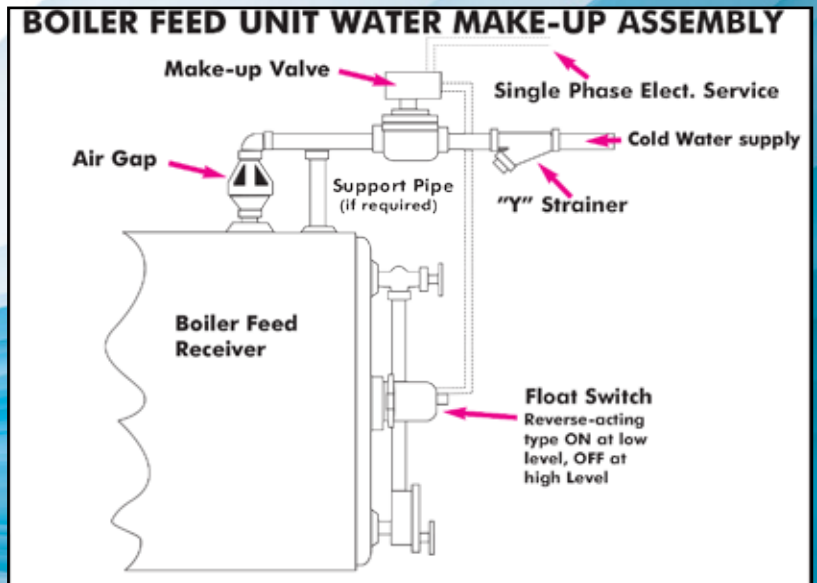 BOILER FEED UNIT WATER MAKE-UP ASSEMBLY
Make-up Valve
Single Phase Elect. Service
Cold Water supply
Air Gap
Support Pipe
(if required)
"Y" Strainer
Boiler Feed
Receiver
Float Switch
Reverse-acting
type ON at low
level, OFF at
high Level